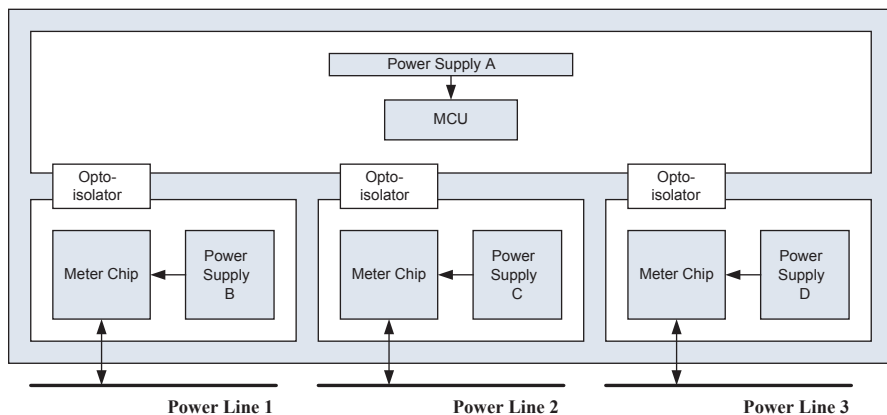 Power Supply A
MCU
Opto-
isolator
Opto-
isolator
Opto-
isolator
Meter Chip
Power
Supply
B
Meter Chip
Power
Supply
C
Meter Chip
Power
Supply
D
Power Line 1
Power Line 2
Power Line 3